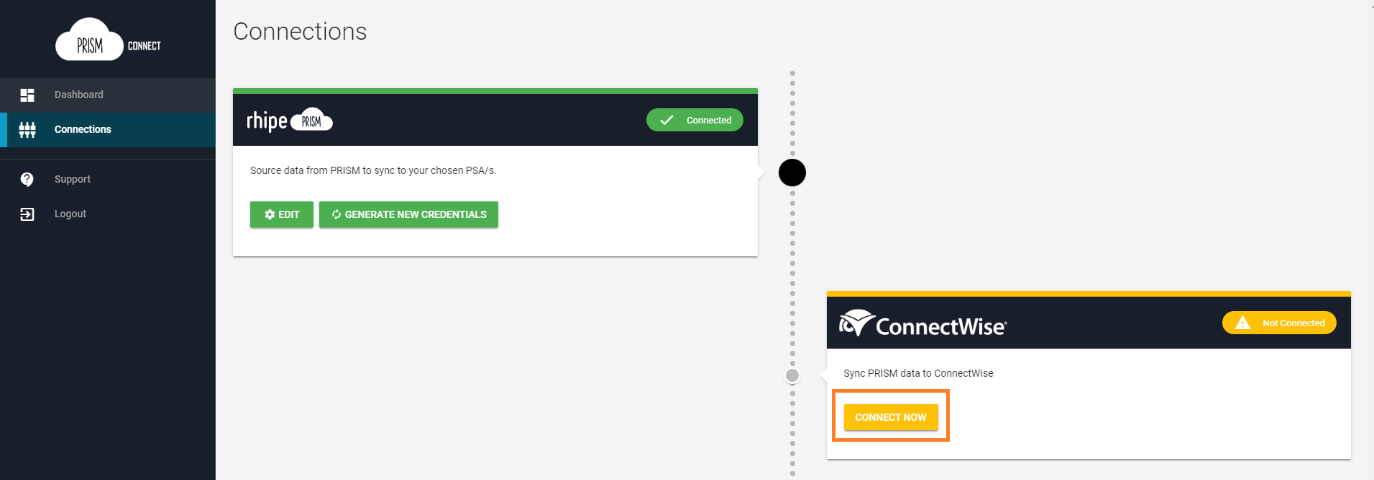 PRISM CONNECT
Dashboard
Connections
Support
Logout
Connections
rhipe PRISM
Connected
Source data from PRISM to sync to your chosen PSA/s.
EDIT
GENERATE NEW CREDENTIALS
ConnectWise®
Not Connected
Sync PRISM data to ConnectWise
CONNECT NOW